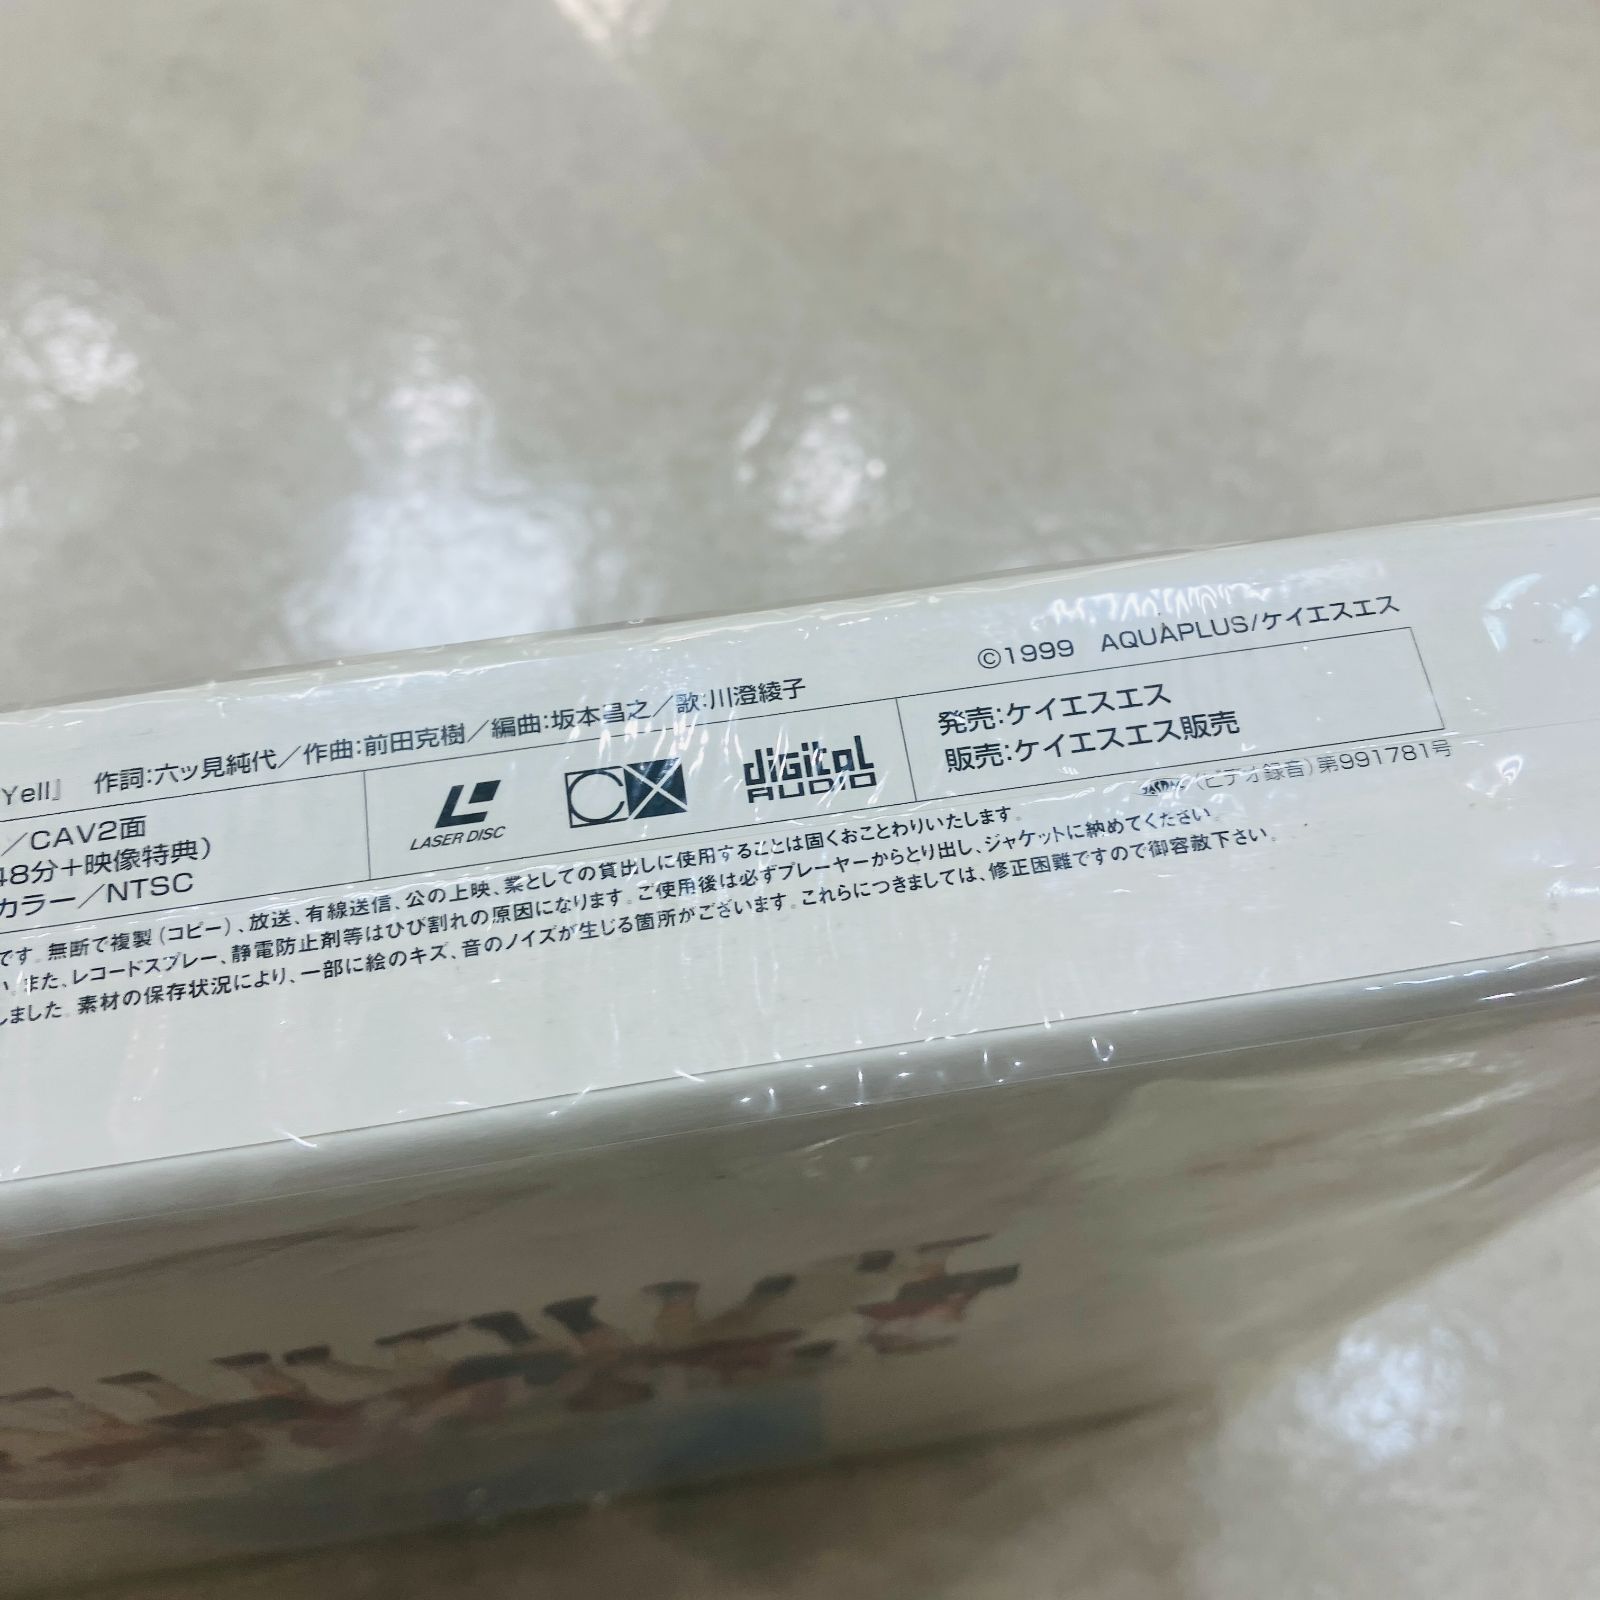 ©1999 AQUAPLUS/ケイエスエス
Yell』 作詞:六ッ見純代/作曲:前田克樹/編曲:坂本昌之/歌:川澄綾子
/CAV2面
48分+映像特典)
カラー/NTSC
LASER DISC
CX
digital AUDIO
発売:ケイエスエス
販売:ケイエスエス販売
JASRAC (ビデオ録音)第991781号
です。無断で複製(コピー)、放送、有線送信、公の上映、業としての貸出しに使用することは固くおことわりいたします。
い。また、レコードスプレー、静電防止剤等はひび割れの原因になります。ご使用後は必ずプレーヤーからとり出し、ジャケットに納めてください。
しました。素材の保存状況により、一部に絵のキズ、音のノイズが生じる箇所がございます。これらにつきましては、修正困難ですので御容赦下さい。